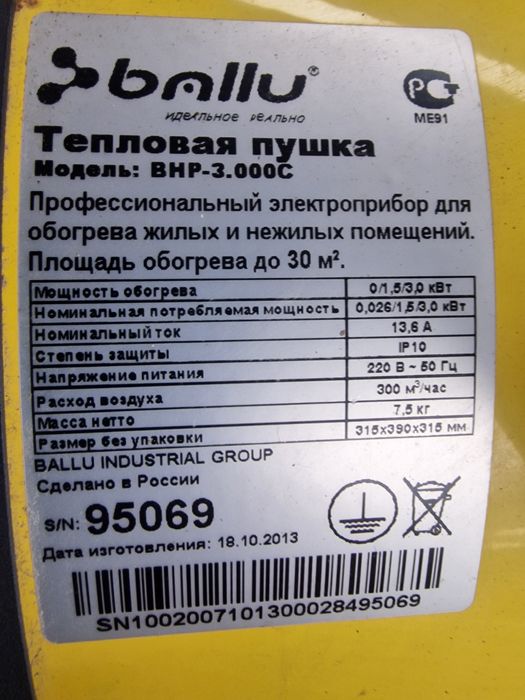 ballu®
идеальное реально
РСТ
ME91
Тепловая пушка
Модель: BHP-3.000C
Профессиональный электроприбор для
обогрева жилых и нежилых помещений.
Площадь обогрева до 30 м².
Мощность обогрева 0/1,5/3,0 кВт
Номинальная потребляемая мощность 0,026/1,5/3,0 кВт
Номинальный ток 13,6 А
Степень защиты IP10
Напряжение питания 220 В ~ 50 Гц
Расход воздуха 300 м³/час
Масса нетто 7,5 кг
Размер без упаковки 315x390x315 мм
BALLU INDUSTRIAL GROUP
Сделано в России
S/N: 95069
Дата изготовления: 18.10.2013
SN1002007101300028495069